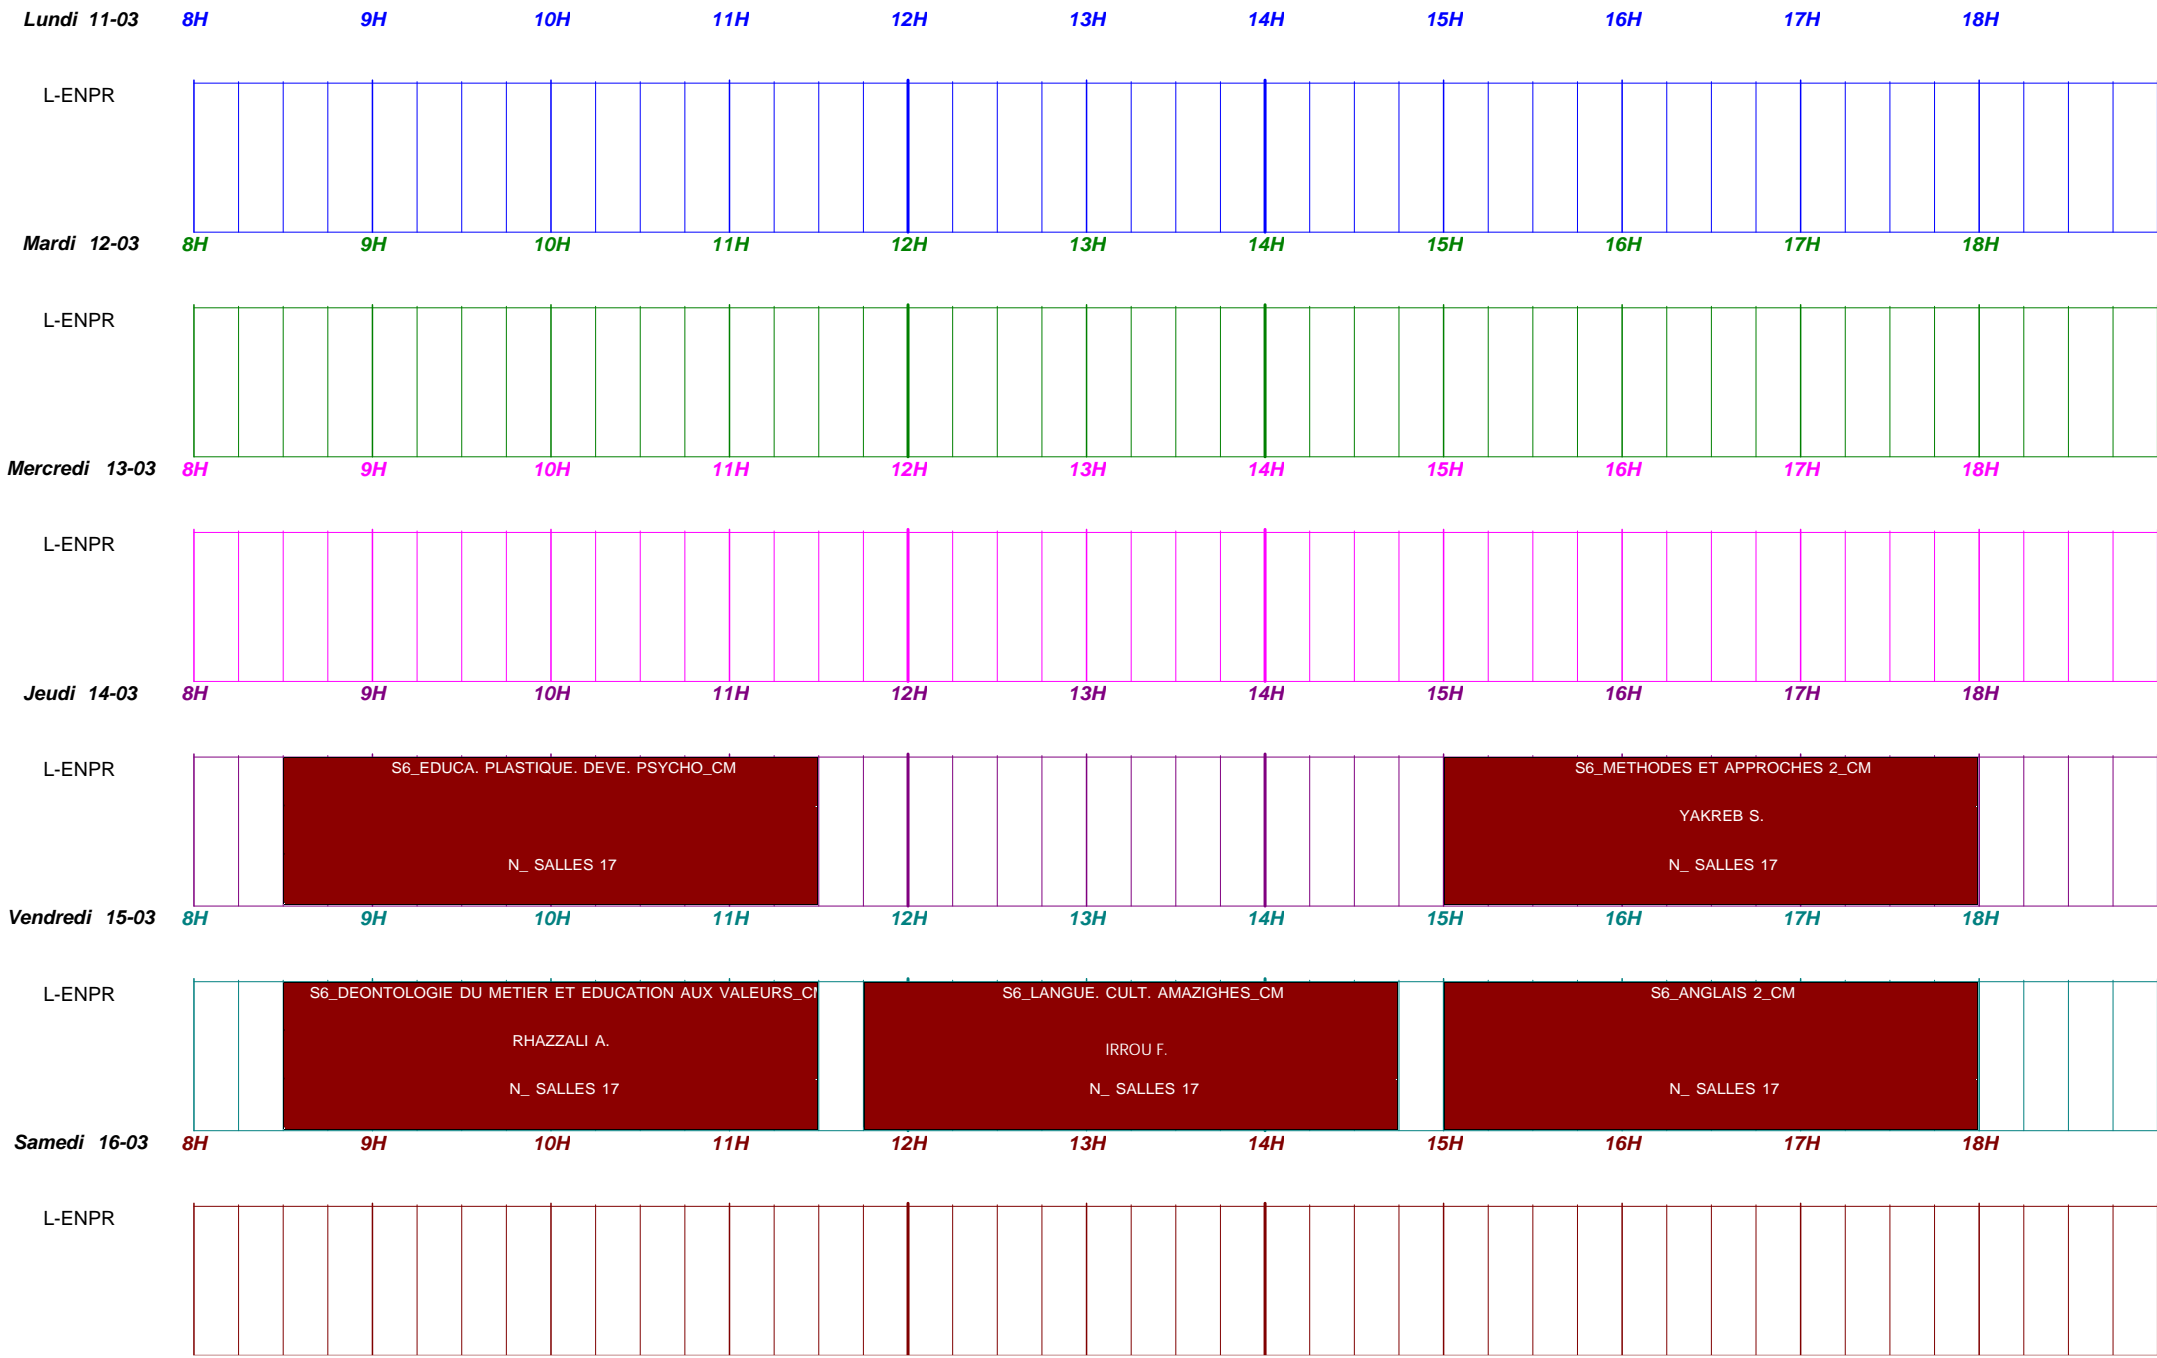 Lundi 11-03 8H 9H 10H 11H 12H 13H 14H 15H 16H 17H 18H
L-ENPR
Mardi 12-03 8H 9H 10H 11H 12H 13H 14H 15H 16H 17H 18H
L-ENPR
Mercredi 13-03 8H 9H 10H 11H 12H 13H 14H 15H 16H 17H 18H
L-ENPR
Jeudi 14-03 8H 9H 10H 11H 12H 13H 14H 15H 16H 17H 18H
L-ENPR
S6_EDUCA. PLASTIQUE. DEVE. PSYCHO_CM
N_ SALLES 17
S6_METHODES ET APPROCHES 2_CM
YAKREB S.
N_ SALLES 17
Vendredi 15-03 8H 9H 10H 11H 12H 13H 14H 15H 16H 17H 18H
L-ENPR
S6_DEONTOLOGIE DU METIER ET EDUCATION AUX VALEURS_CM
RHAZZALI A.
N_ SALLES 17
S6_LANGUE. CULT. AMAZIGHES_CM
IRROU F.
N_ SALLES 17
S6_ANGLAIS 2_CM
N_ SALLES 17
Samedi 16-03 8H 9H 10H 11H 12H 13H 14H 15H 16H 17H 18H
L-ENPR